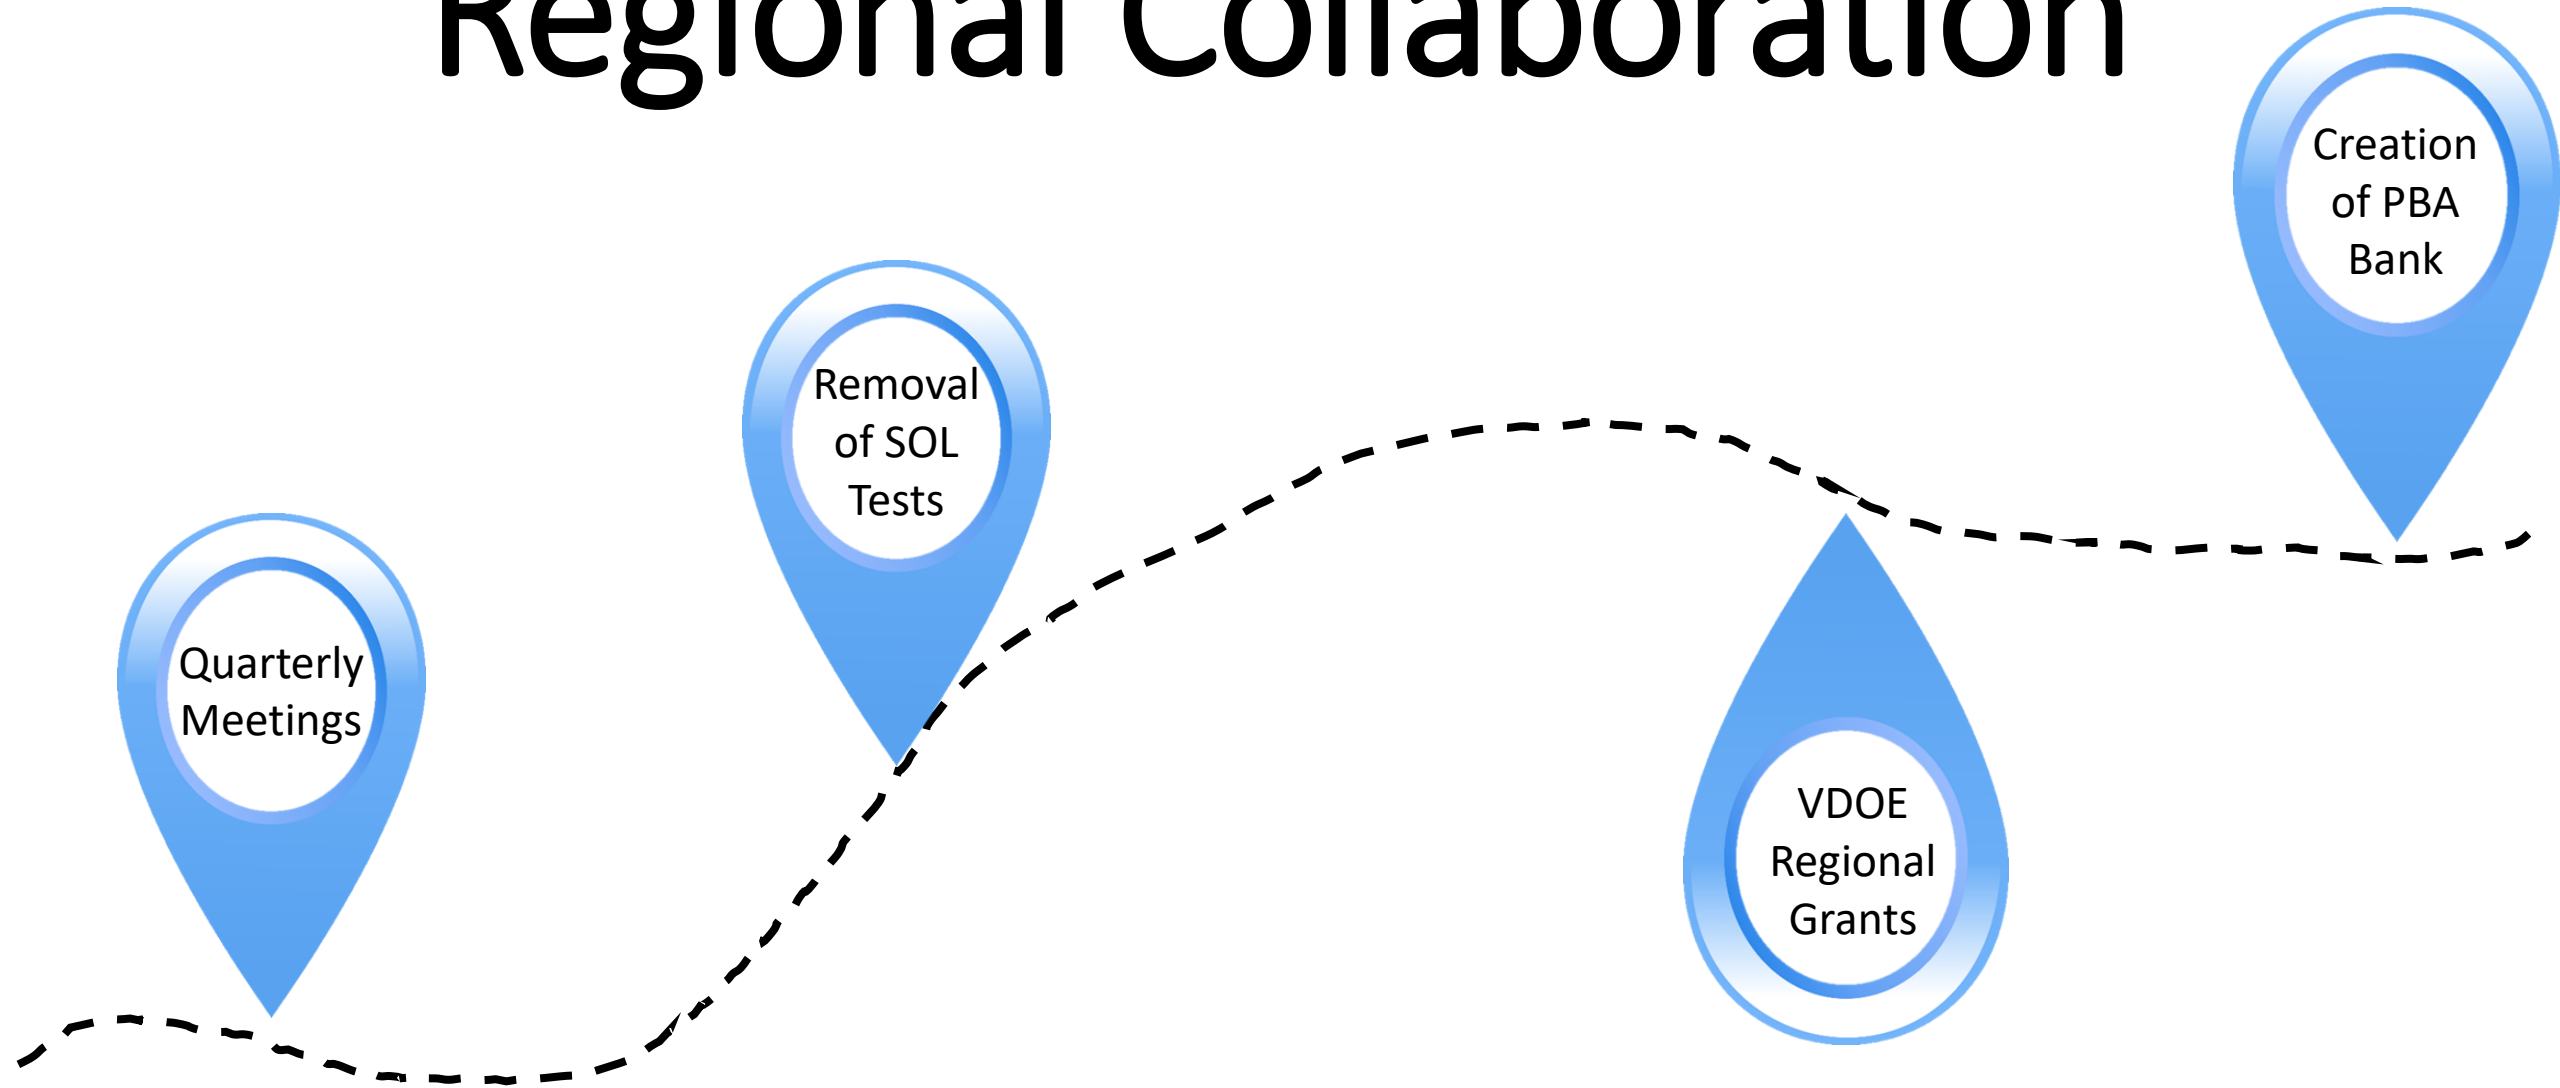 Regional Collaboration
Quarterly
Meetings
Removal
of SOL
Tests
VDOE
Regional
Grants
Creation
of PBA
Bank